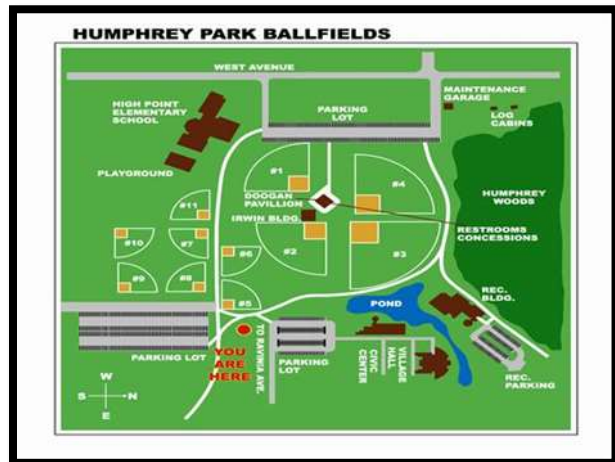 HUMPHREY PARK BALLFIELDS
WEST AVENUE
HIGH POINT
ELEMENTARY
SCHOOL
PARKING
LOT
MAINTENANCE
GARAGE
LOG
CABINS
PLAYGROUND
#1
#4
DOOGAN
PAVILLION
IRWIN BLDG.
HUMPHREY
WOODS
RESTROOMS
CONCESSIONS
#11
#10
#7
#6
#2
#3
#9
#8
#5
POND
REC.
BLDG.
PARKING LOT
YOU
ARE
HERE
TO RAVINIA AVE.
PARKING
LOT
CIVIC
CENTER
VILLAGE
HALL
REC.
PARKING
W
S
N
E